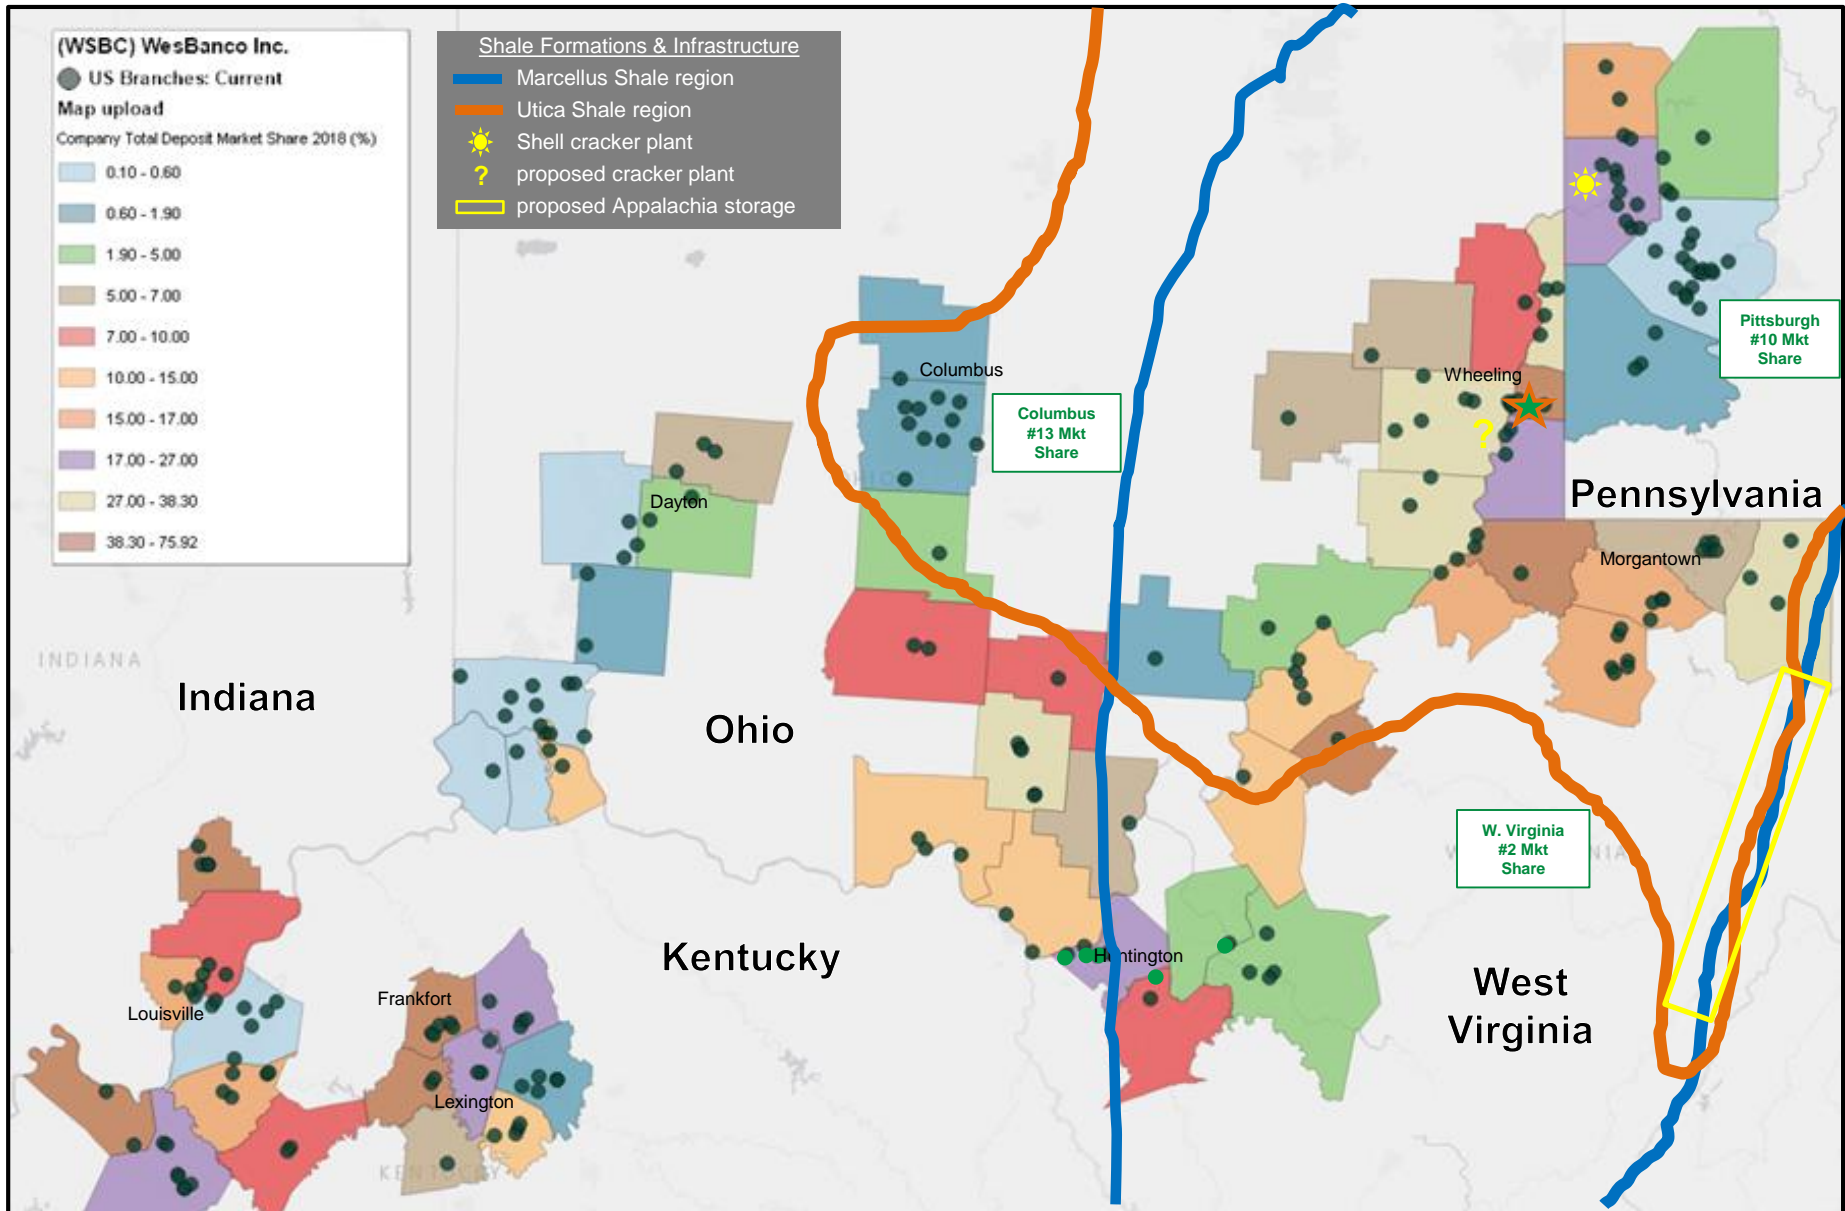 (WSBC) WesBanco Inc.
US Branches: Current
Map upload
Company Total Deposit Market Share 2018 (%)
0.10 - 0.60
0.60 - 1.90
1.90 - 5.00
5.00 - 7.00
7.00 - 10.00
10.00 - 15.00
15.00 - 17.00
17.00 - 27.00
27.00 - 38.30
38.30 - 75.92
Shale Formations & Infrastructure
Marcellus Shale region
Utica Shale region
Shell cracker plant
? proposed cracker plant
proposed Appalachia storage
Pittsburgh
#10 Mkt
Share
Columbus
Wheeling
Columbus
#13 Mkt
Share
?
Pennsylvania
Dayton
Morgantown
INDIANA
Indiana
Ohio
W. Virginia
#2 Mkt
Share
Kentucky
Huntington
West
Virginia
Frankfort
Louisville
Lexington
KENTUCKY